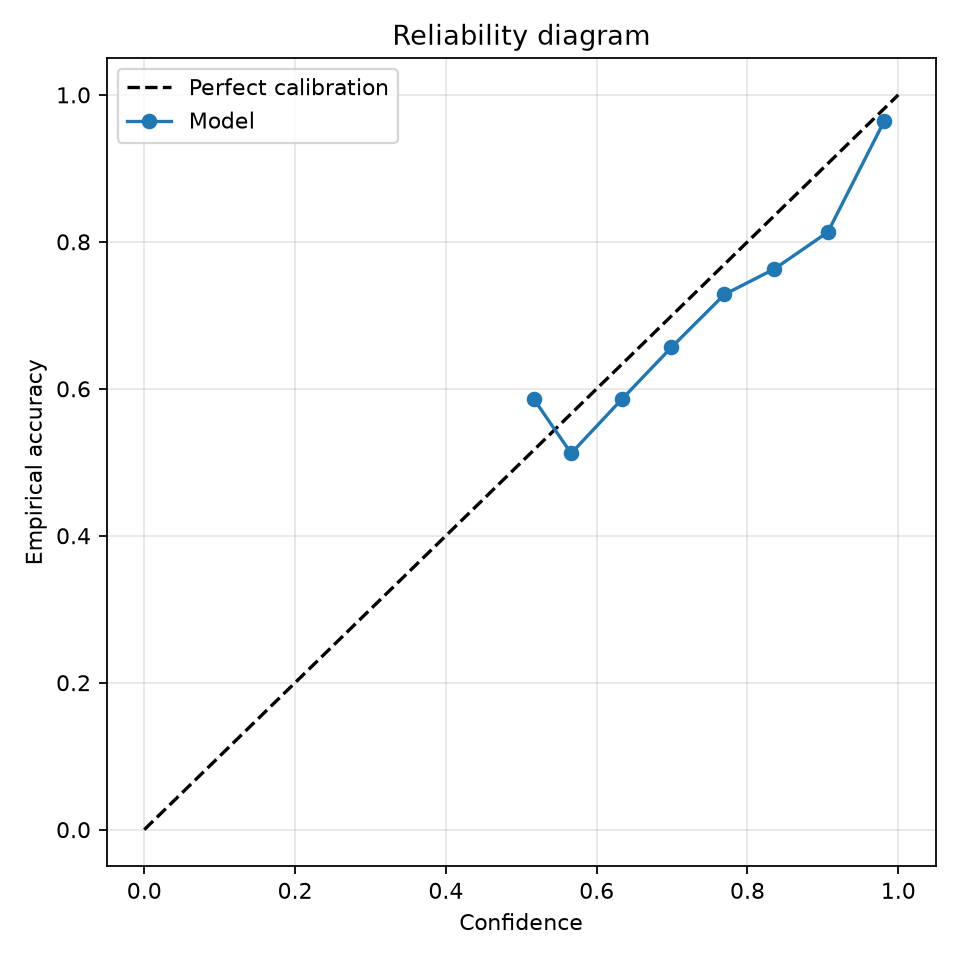 Reliability diagram
Perfect calibration
Model
1.0
0.8
0.6
0.4
0.2
0.0
Empirical accuracy
0.0 0.2 0.4 0.6 0.8 1.0
Confidence